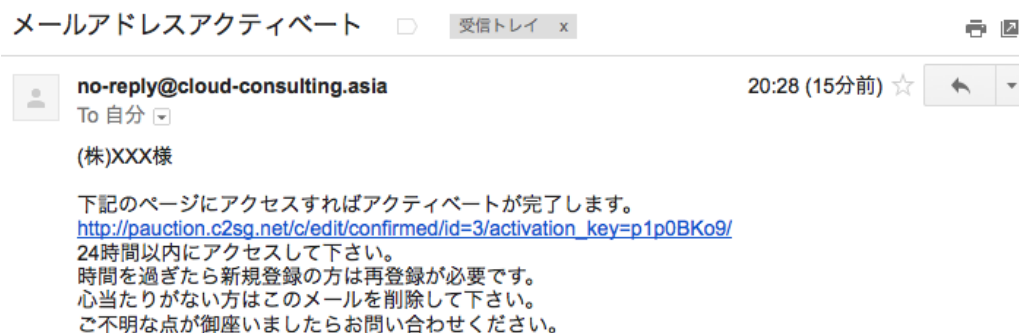 メールアドレスアクティベート 受信トレイ x
no-reply@cloud-consulting.asia 20:28 (15分前)
To 自分
(株)XXX様
下記のページにアクセスすればアクティベートが完了します。
http://pauction.c2sg.net/c/edit/confirmed/id=3/activation_key=p1p0BKo9/
24時間以内にアクセスして下さい。
時間を過ぎたら新規登録の方は再登録が必要です。
心当たりがない方はこのメールを削除して下さい。
ご不明な点が御座いましたらお問い合わせください。